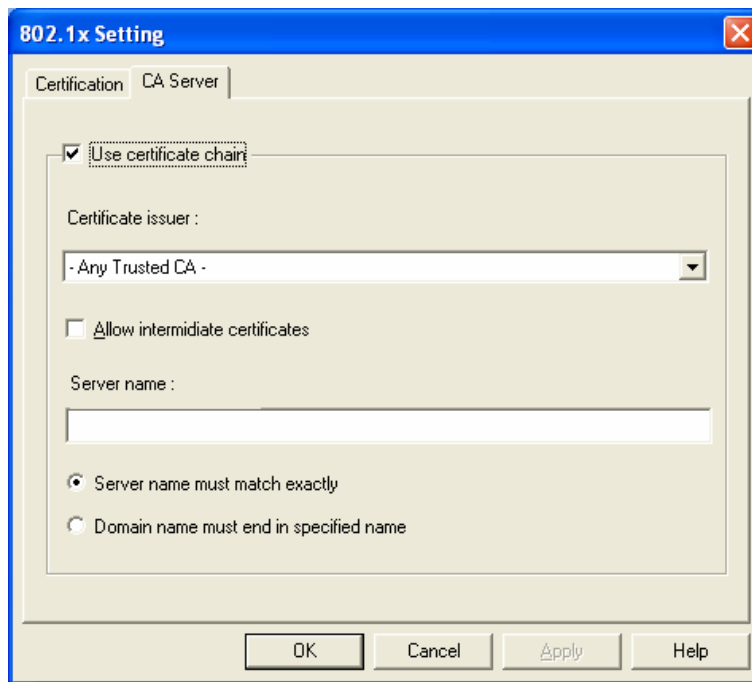 802.1x Setting
Certification
CA Server
Use certificate chain
Certificate issuer :
- Any Trusted CA -
Allow intermidiate certificates
Server name :
Server name must match exactly
Domain name must end in specified name
OK
Cancel
Apply
Help